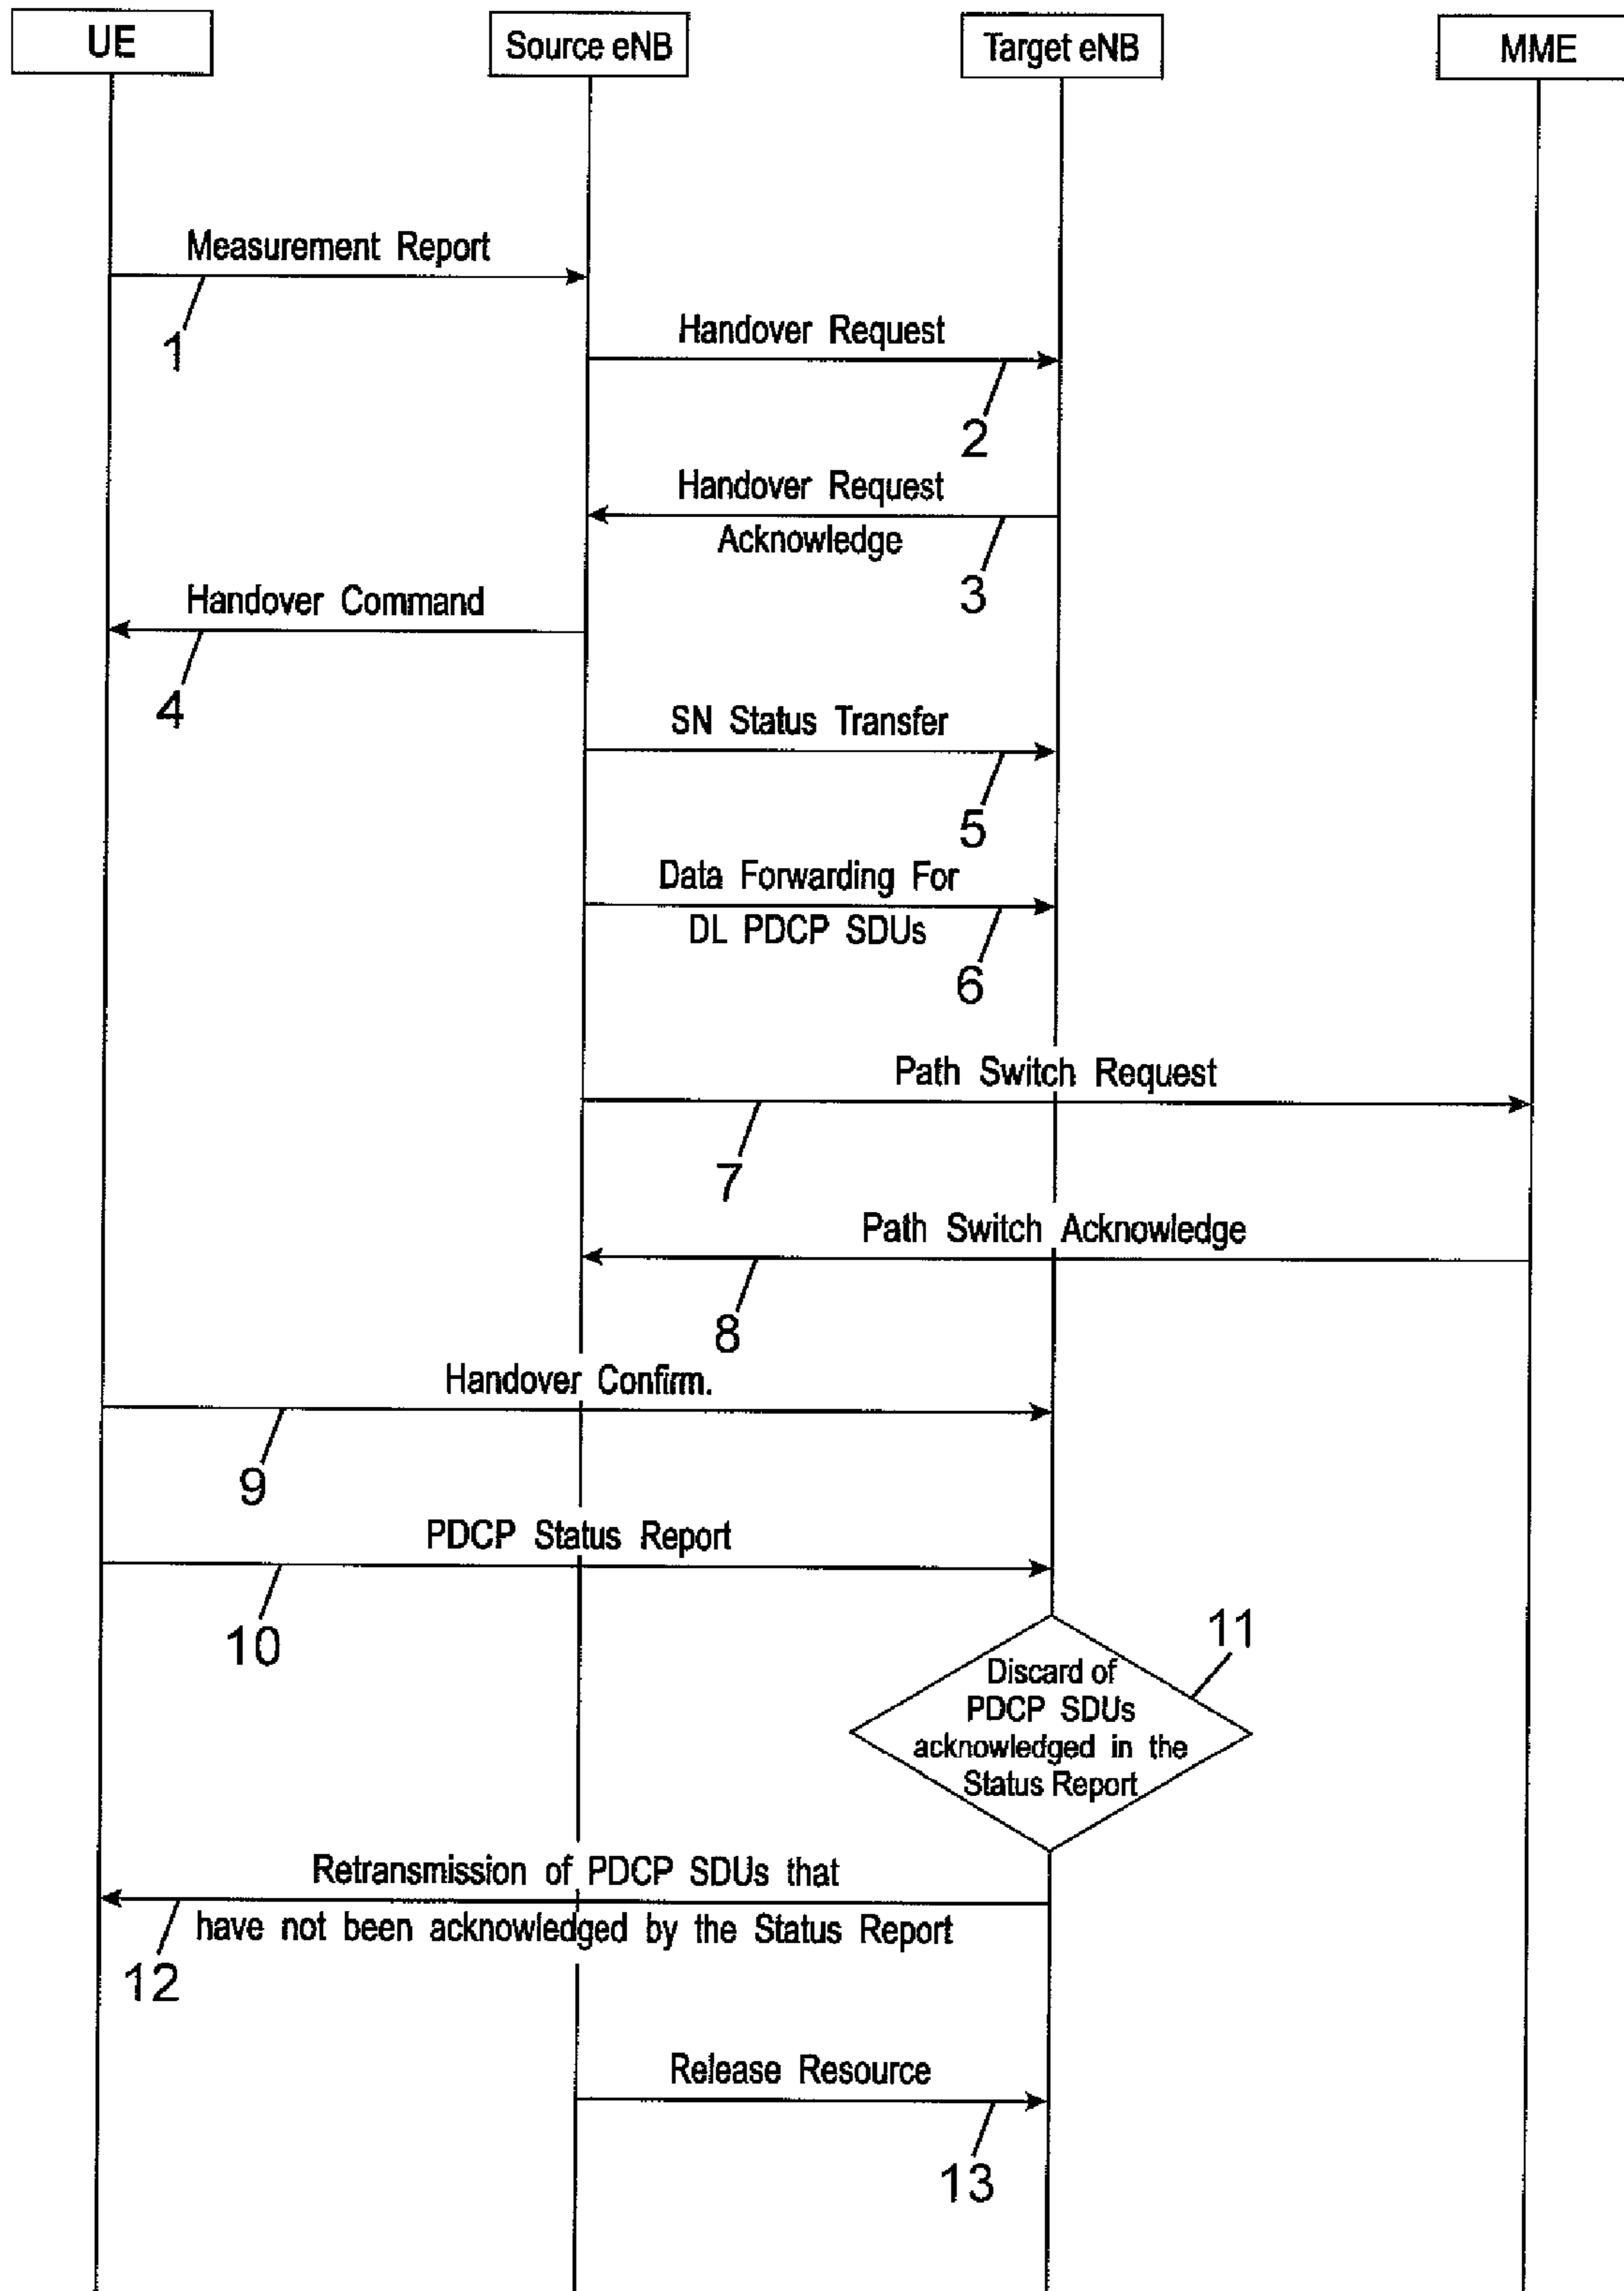 UE
Source eNB
Target eNB
MME
Measurement Report
1
Handover Request
2
Handover Request
Acknowledge
3
Handover Command
4
SN Status Transfer
5
Data Forwarding For
DL PDCP SDUs
6
Path Switch Request
7
Path Switch Acknowledge
8
Handover Confirm.
9
PDCP Status Report
10
11
Discard of
PDCP SDUs
acknowledged in the
Status Report
Retransmission of PDCP SDUs that
have not been acknowledged by the Status Report
12
Release Resource
13